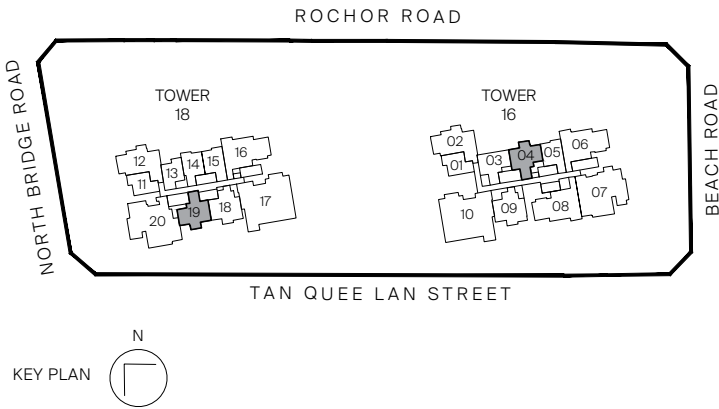 ROCHOR ROAD
NORTH BRIDGE ROAD
BEACH ROAD
TOWER
18
TOWER
16
12
11
13
14
15
16
20
19
18
17
02
01
03
04
05
06
10
09
08
07
TAN QUEE LAN STREET
N
KEY PLAN